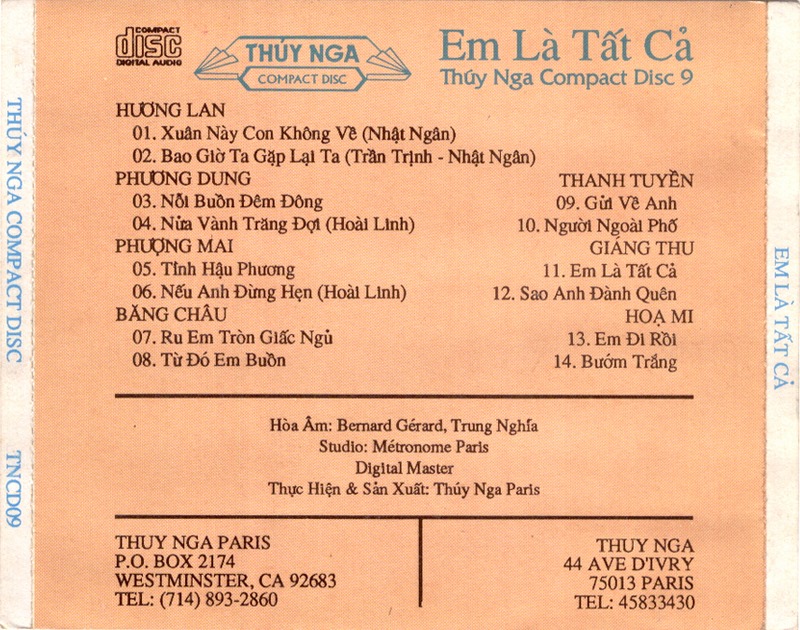 COMPACT
disc
DIGITAL AUDIO
THÚY NGA
COMPACT DISC
Em Là Tất Cả
Thúy Nga Compact Disc 9
HƯƠNG LAN
01. Xuân Này Con Không Về (Nhật Ngân)
02. Bao Giờ Ta Gặp Lại Ta (Trần Trịnh - Nhật Ngân)
PHƯƠNG DUNG
03. Nỗi Buồn Đêm Đông
04. Nửa Vành Trăng Đợi (Hoài Linh)
PHƯỢNG MAI
05. Tình Hậu Phương
06. Nếu Anh Đừng Hẹn (Hoài Linh)
BĂNG CHÂU
07. Ru Em Tròn Giấc Ngủ
08. Từ Đó Em Buồn
THANH TUYỀN
09. Gửi Về Anh
10. Người Ngoài Phố
GIÁNG THU
11. Em Là Tất Cả
12. Sao Anh Đành Quên
HOẠ MI
13. Em Đi Rồi
14. Bướm Trắng
Hòa Âm: Bernard Gérard, Trung Nghĩa
Studio: Métronome Paris
Digital Master
Thực Hiện & Sản Xuất: Thúy Nga Paris
THUY NGA PARIS
P.O. BOX 2174
WESTMINSTER, CA 92683
TEL: (714) 893-2860
THUY NGA
44 AVE D'IVRY
75013 PARIS
TEL: 45833430
THÚY NGA COMPACT DISC TNCD09
EM LÀ TẤT CẢ